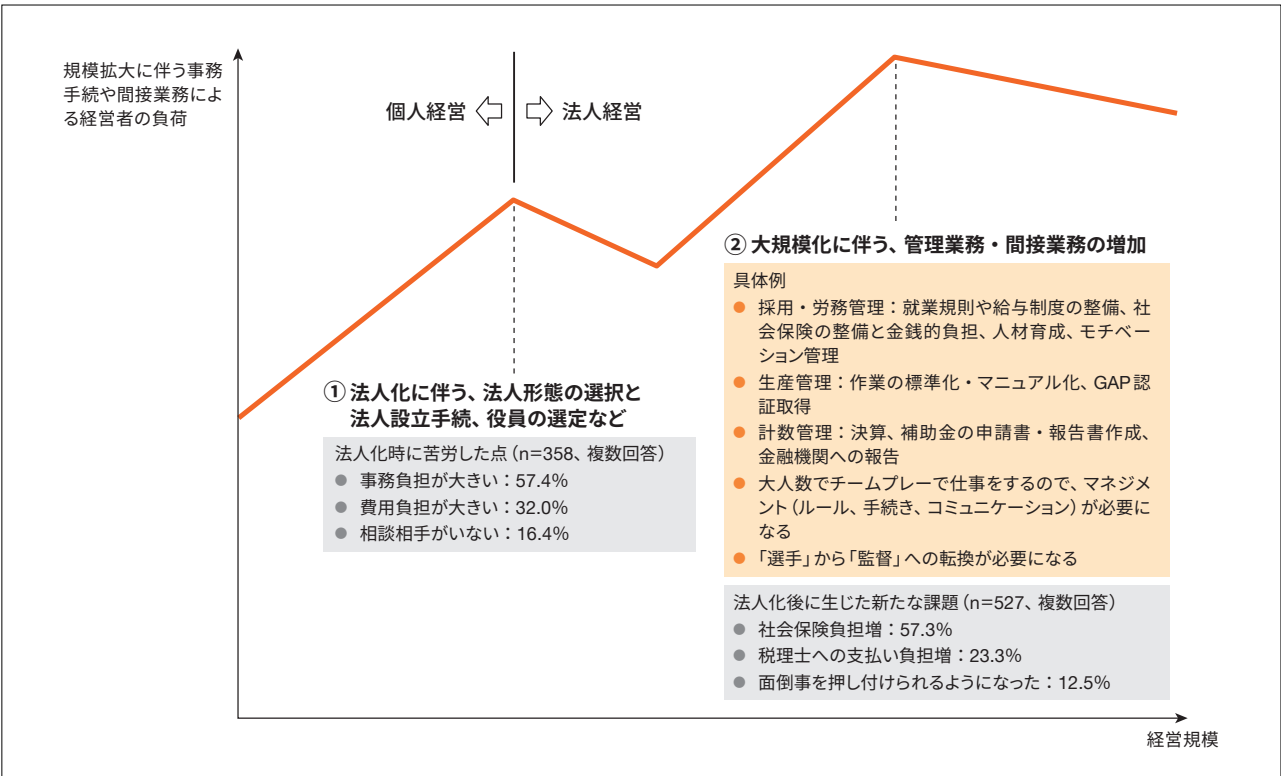 規模拡大に伴う事務
手続や間接業務によ
る経営者の負荷
個人経営
法人経営
① 法人化に伴う、法人形態の選択と
法人設立手続、役員の選定など
法人化時に苦労した点（n=358、複数回答）
● 事務負担が大きい：57.4%
● 費用負担が大きい：32.0%
● 相談相手がいない：16.4%
② 大規模化に伴う、管理業務・間接業務の増加
具体例
● 採用・労務管理：就業規則や給与制度の整備、社
会保険の整備と金銭的負担、人材育成、モチベー
ション管理
● 生産管理：作業の標準化・マニュアル化、GAP認
証取得
● 計数管理：決算、補助金の申請書・報告書作成、
金融機関への報告
● 大人数でチームプレーで仕事をするので、マネジ
メント（ルール、手続き、コミュニケーション）が必要に
なる
● 「選手」から「監督」への転換が必要になる
法人化後に生じた新たな課題（n=527、複数回答）
● 社会保険負担増：57.3%
● 税理士への支払い負担増：23.3%
● 面倒事を押し付けられるようになった：12.5%
経営規模